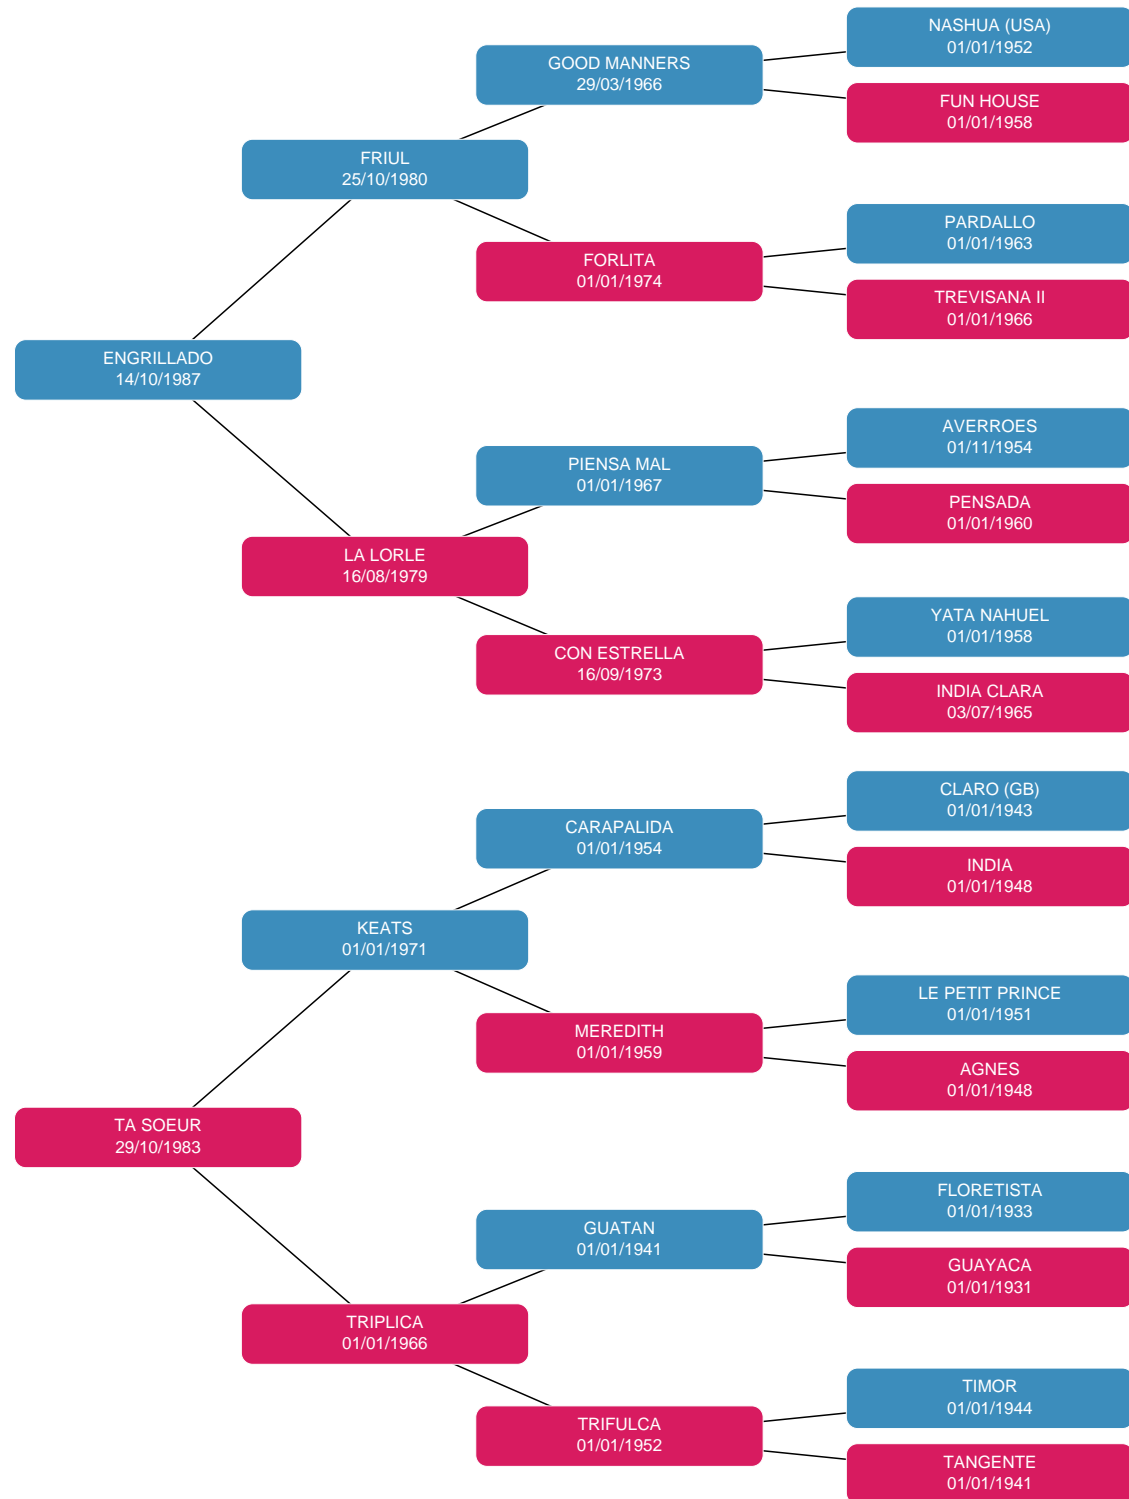 NASHUA (USA)
01/01/1952
GOOD MANNERS
29/03/1966
FUN HOUSE
01/01/1958
FRIUL
25/10/1980
PARDALLO
01/01/1963
FORLITA
01/01/1974
TREVISANA II
01/01/1966
ENGRILLADO
14/10/1987
AVERROES
01/11/1954
PIENSA MAL
01/01/1967
PENSADA
01/01/1960
LA LORLE
16/08/1979
YATA NAHUEL
01/01/1958
CON ESTRELLA
16/09/1973
INDIA CLARA
03/07/1965
CLARO (GB)
01/01/1943
CARAPALIDA
01/01/1954
INDIA
01/01/1948
KEATS
01/01/1971
LE PETIT PRINCE
01/01/1951
MEREDITH
01/01/1959
AGNES
01/01/1948
TA SOEUR
29/10/1983
FLORETISTA
01/01/1933
GUATAN
01/01/1941
GUAYACA
01/01/1931
TRIPLICA
01/01/1966
TIMOR
01/01/1944
TRIFULCA
01/01/1952
TANGENTE
01/01/1941